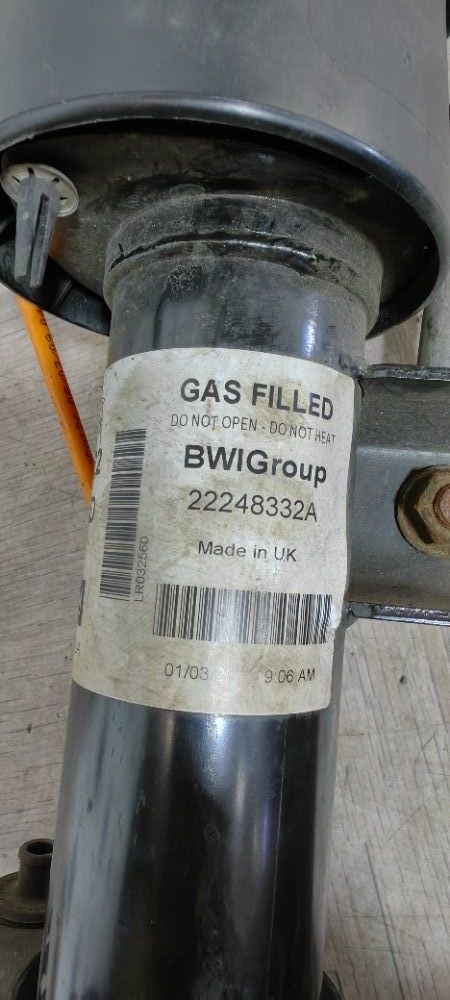 GAS FILLED
DO NOT OPEN - DO NOT HEAT
BWIGroup
22248332A
Made in UK
01/03 9:06 AM
LR032560